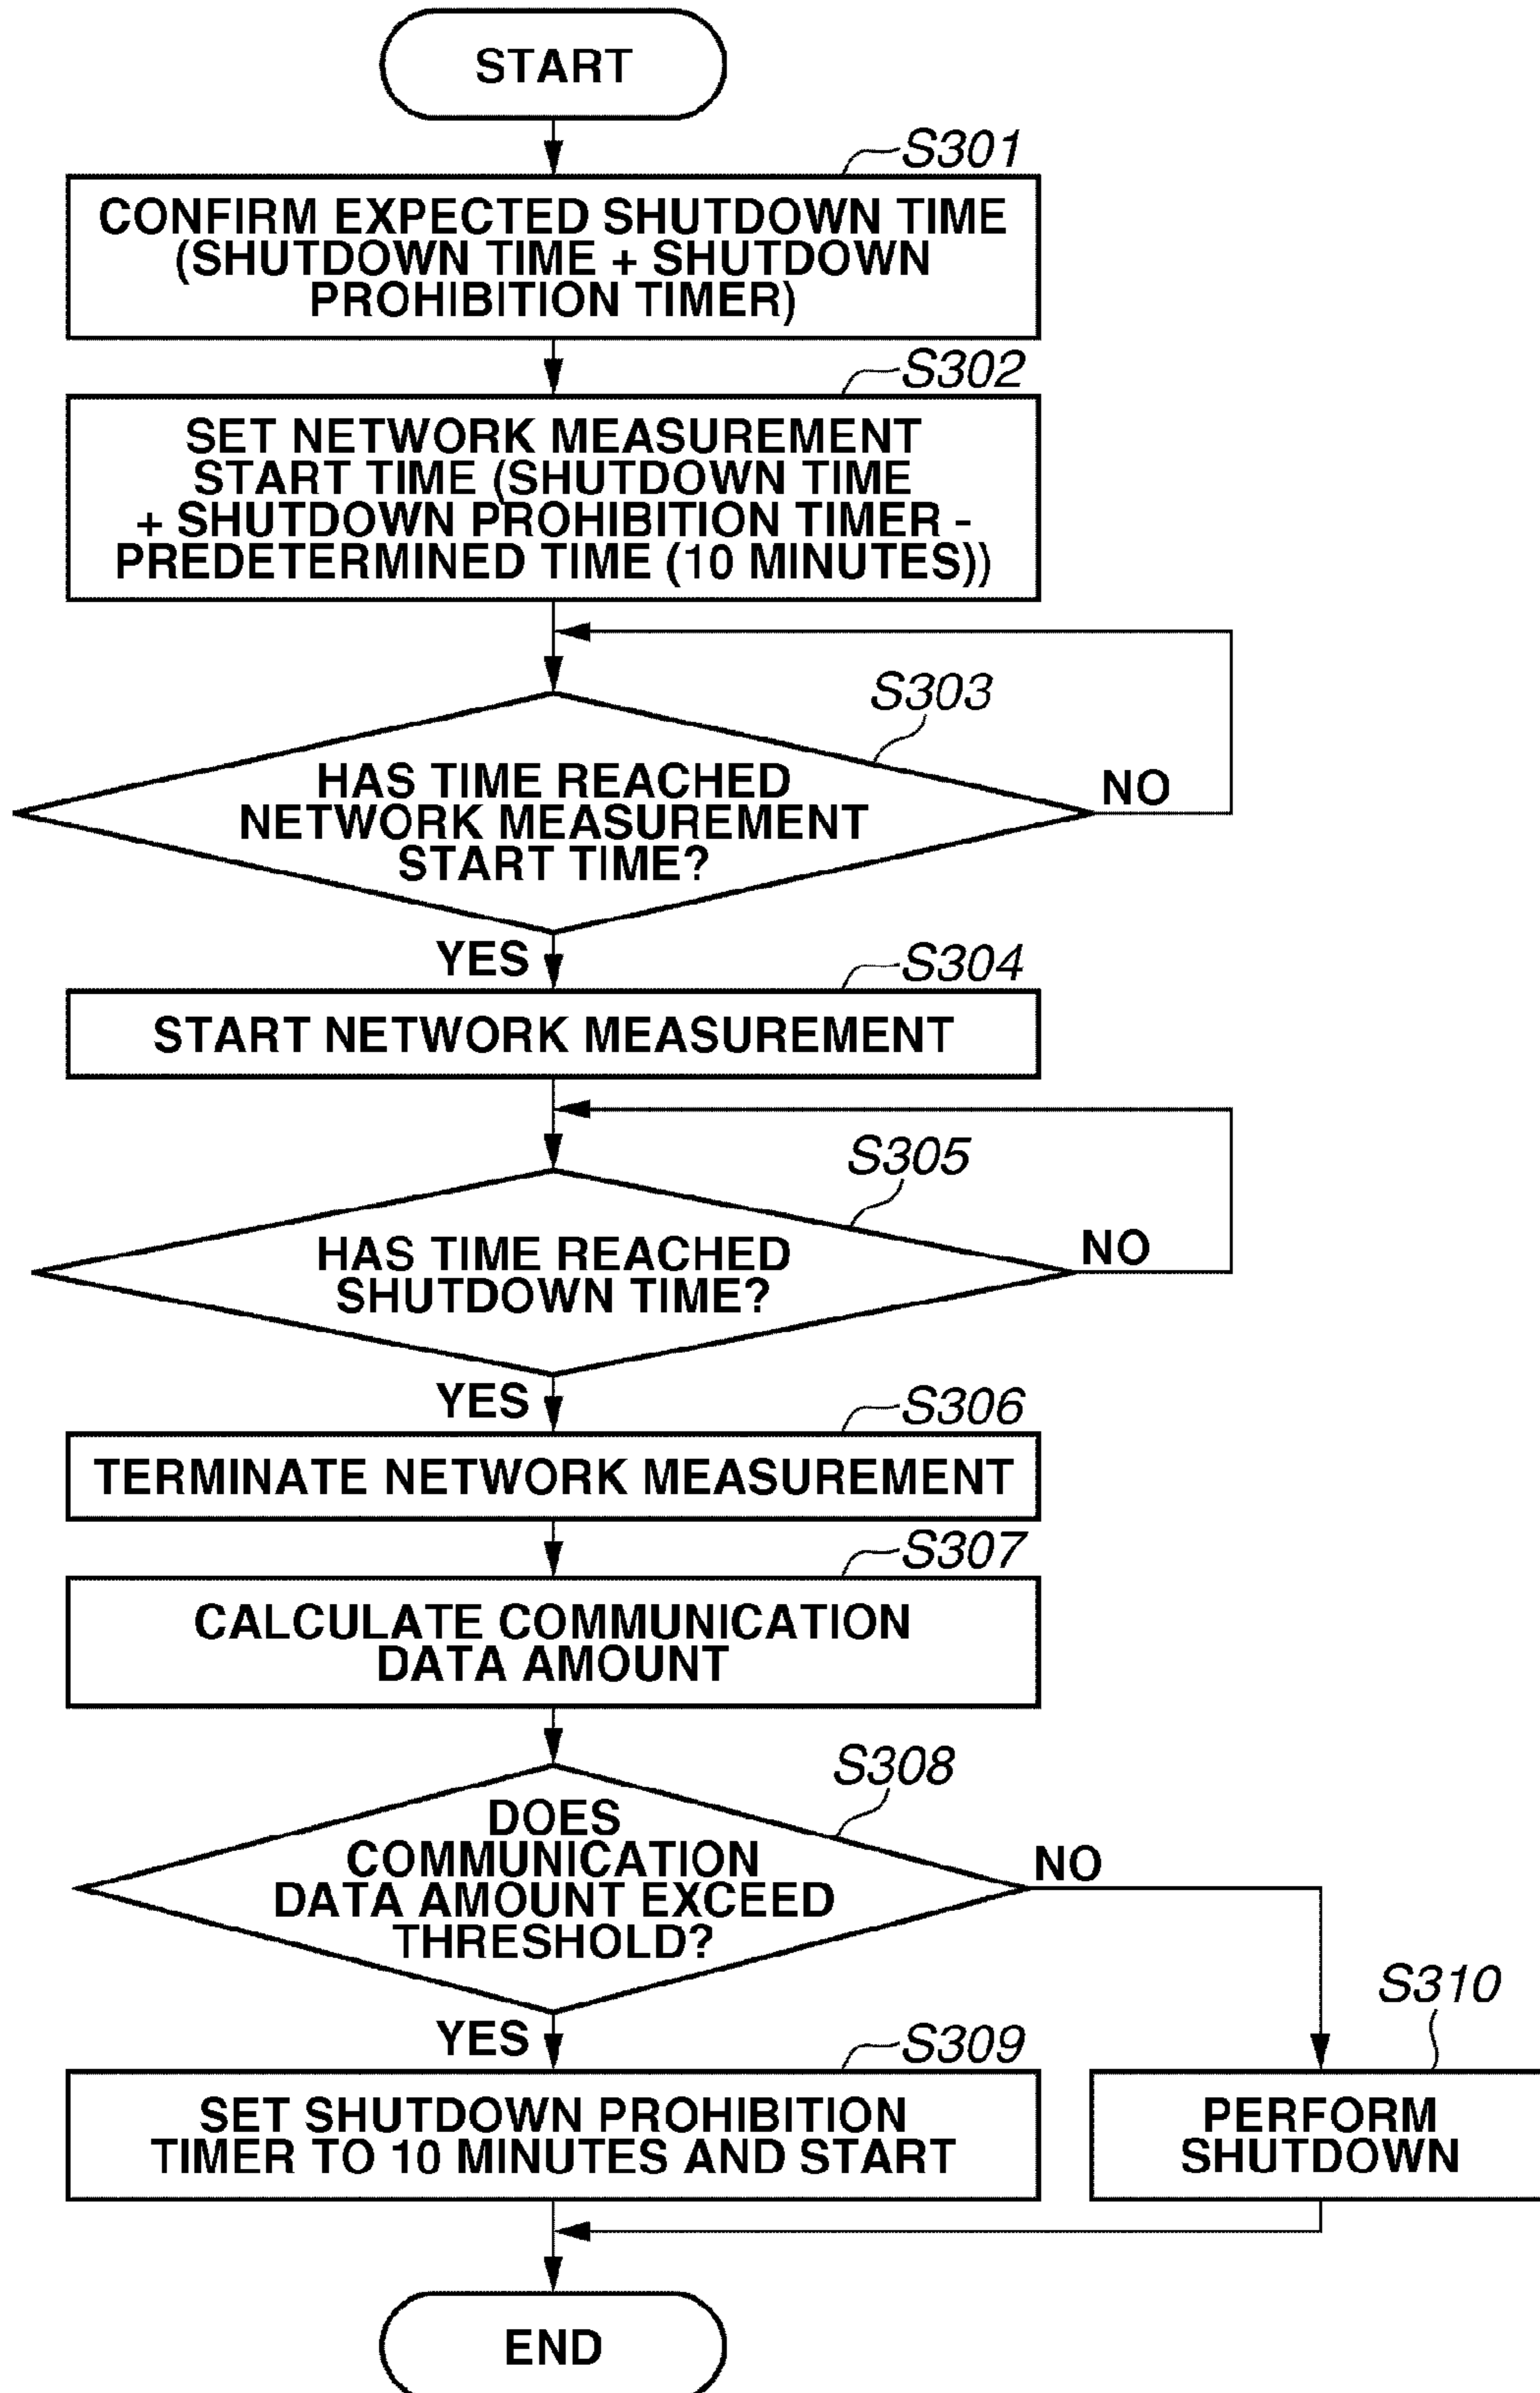 START
S301
CONFIRM EXPECTED SHUTDOWN TIME
(SHUTDOWN TIME + SHUTDOWN
PROHIBITION TIMER)
S302
SET NETWORK MEASUREMENT
START TIME (SHUTDOWN TIME
+ SHUTDOWN PROHIBITION TIMER -
PREDETERMINED TIME (10 MINUTES))
S303
HAS TIME REACHED
NETWORK MEASUREMENT
START TIME?
NO
YES
S304
START NETWORK MEASUREMENT
S305
HAS TIME REACHED
SHUTDOWN TIME?
NO
YES
S306
TERMINATE NETWORK MEASUREMENT
S307
CALCULATE COMMUNICATION
DATA AMOUNT
S308
DOES
COMMUNICATION
DATA AMOUNT EXCEED
THRESHOLD?
NO
YES
S309
SET SHUTDOWN PROHIBITION
TIMER TO 10 MINUTES AND START
S310
PERFORM
SHUTDOWN
END